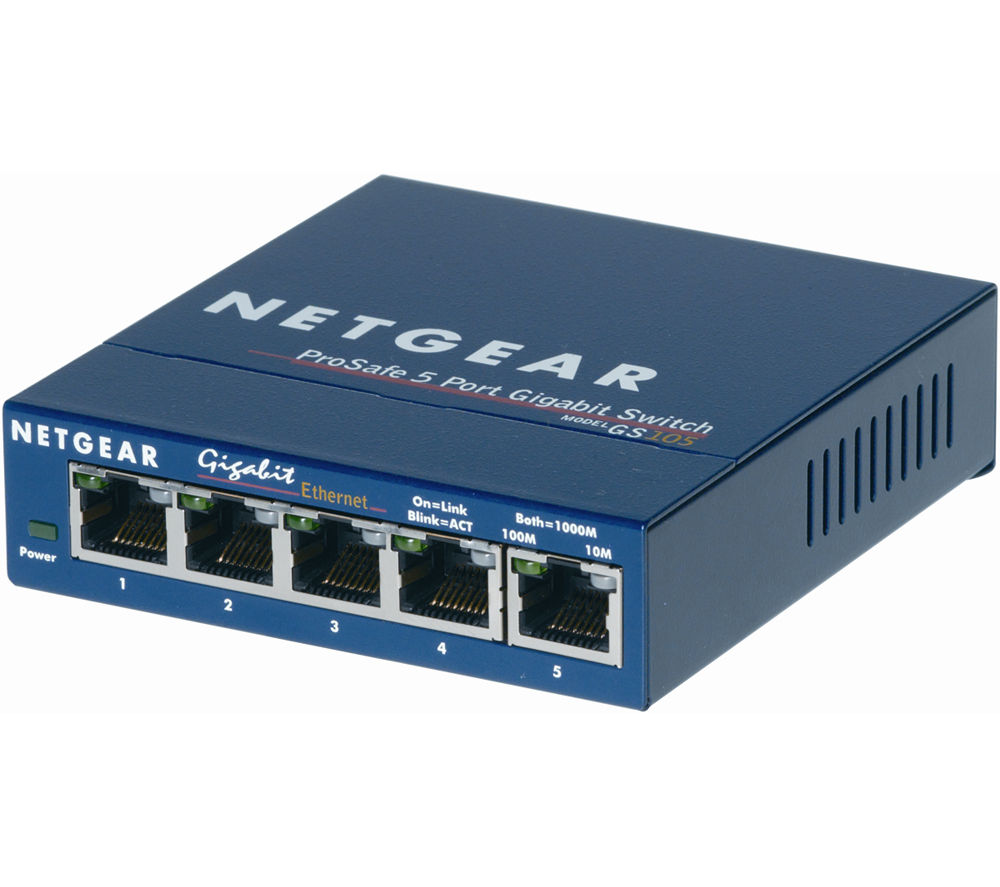 NETGEAR
ProSafe 5 Port Gigabit Switch
MODEL GS105
NETGEAR
Gigabit
Ethernet
On=Link
Blink=ACT
Both=1000M
100M 10M
Power
1 2 3 4 5